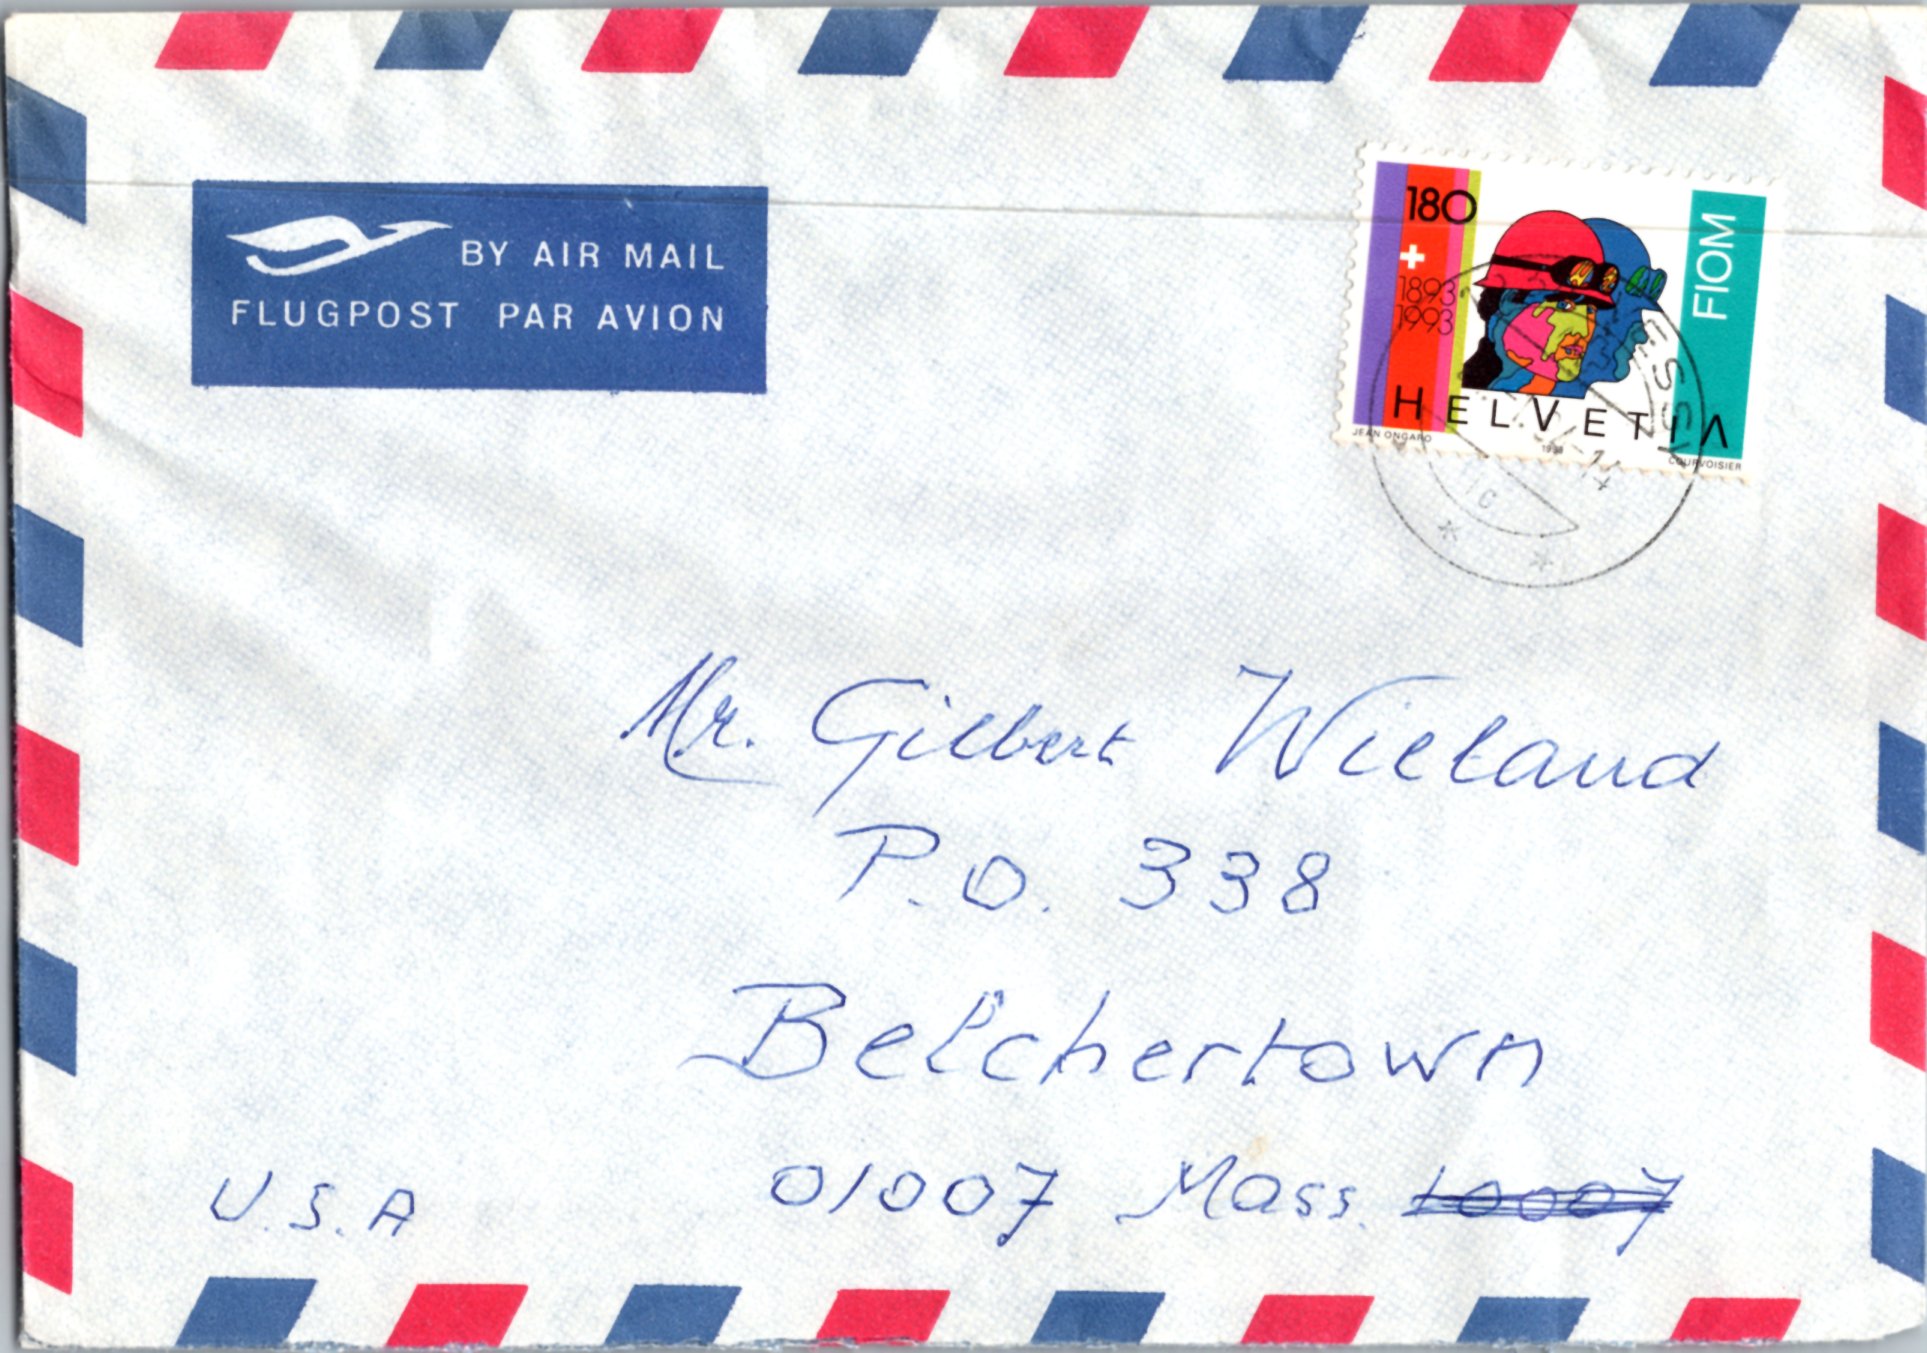 BY AIR MAIL
FLUGPOST PAR AVION
180
1893
1993
FIOM
HELVETIA
JEAN ONGARO
COURVOISIER
Mr. Gilbert Wieland
P.O. 338
Belchertown
01007 Mass. 10007
U.S.A